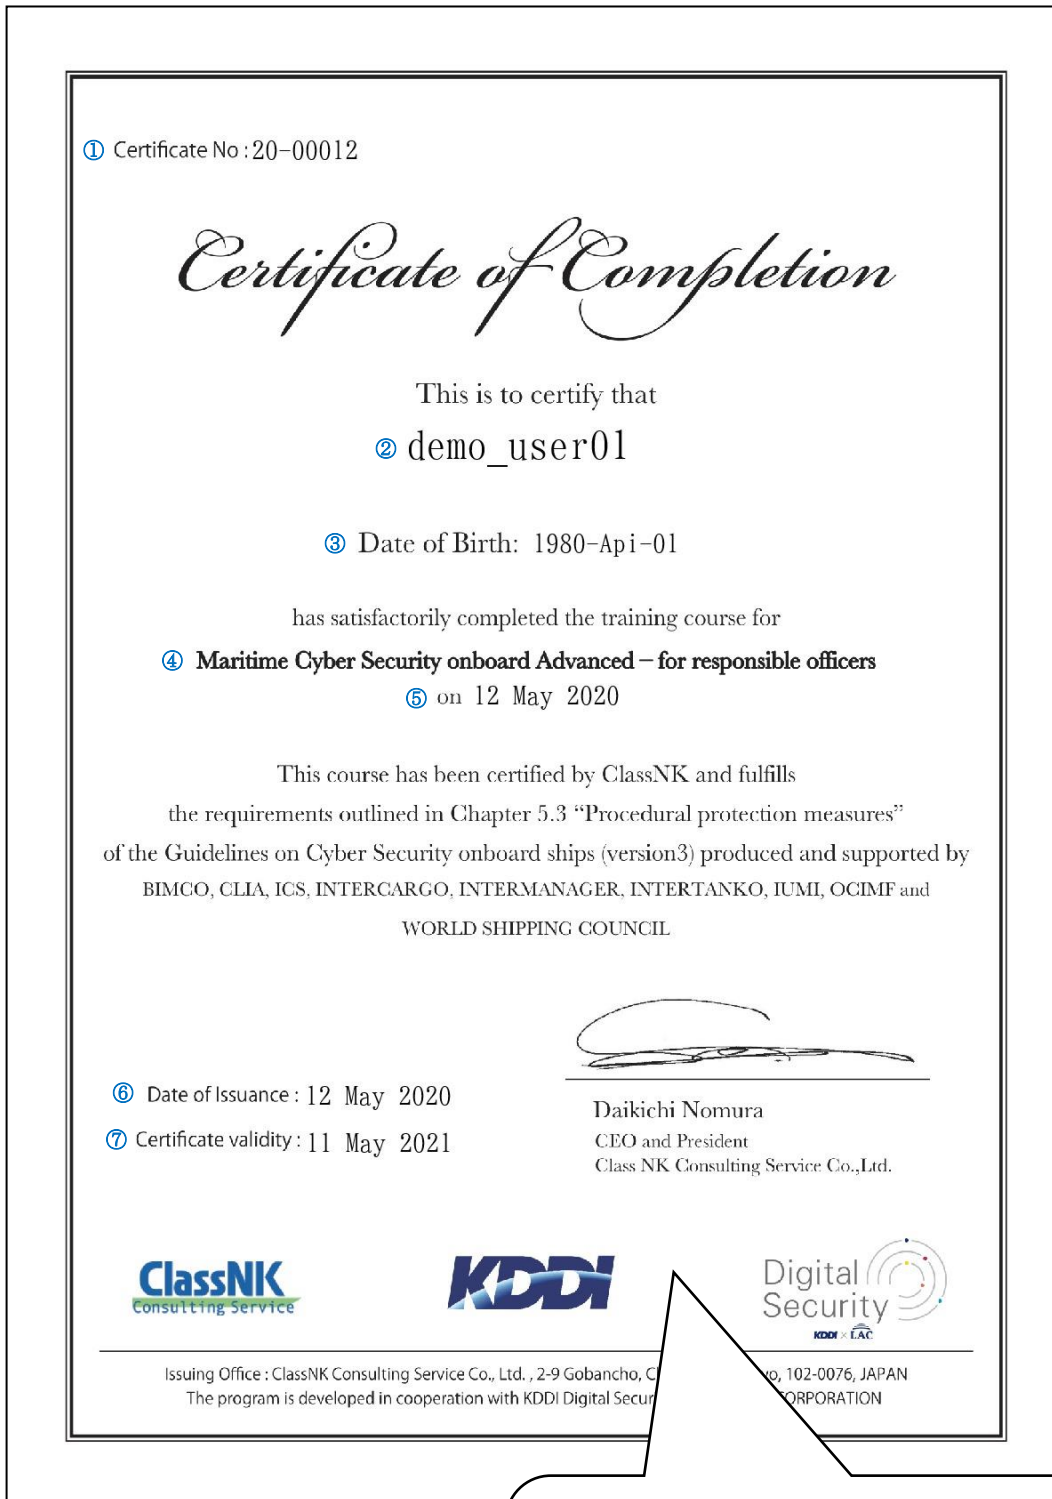 ① Certificate No : 20-00012
Certificate of Completion
This is to certify that
② demo_user01
③ Date of Birth: 1980-Api-01
has satisfactorily completed the training course for
④ Maritime Cyber Security onboard Advanced – for responsible officers
⑤ on 12 May 2020
This course has been certified by ClassNK and fulfills
the requirements outlined in Chapter 5.3 “Procedural protection measures”
of the Guidelines on Cyber Security onboard ships (version3) produced and supported by
BIMCO, CLIA, ICS, INTERCARGO, INTERMANAGER, INTERTANKO, IUMI, OCIMF and
WORLD SHIPPING COUNCIL
⑥ Date of Issuance : 12 May 2020
⑦ Certificate validity : 11 May 2021
Daikichi Nomura
CEO and President
Class NK Consulting Service Co.,Ltd.
ClassNK
Consulting Service
KDDI
Digital
Security
KDDI × LAC
Issuing Office : ClassNK Consulting Service Co., Ltd. , 2-9 Gobancho, 102-0076, JAPAN
The program is developed in cooperation with KDDI Digital